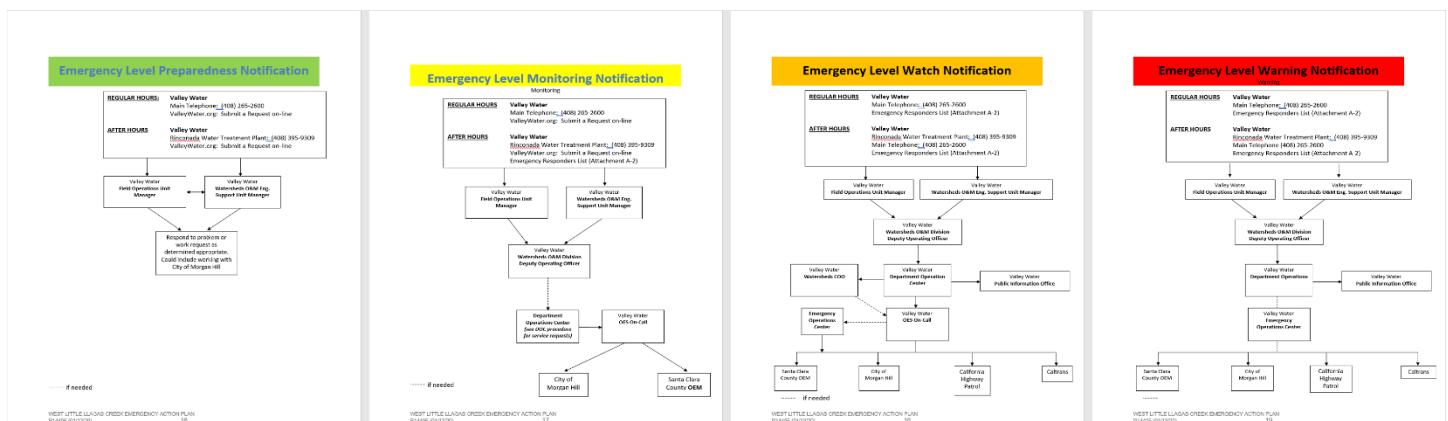 Emergency Level Preparedness Notification
REGULAR HOURS: Valley Water
Main Telephone: (408) 265-2600
ValleyWater.org: Submit a Request on-line
AFTER HOURS Valley Water
Rinconada Water Treatment Plant: (408) 395-9309
ValleyWater.org: Submit a Request on-line
Valley Water
Field Operations Unit
Manager
Valley Water
Watersheds O&M Eng.
Support Unit Manager
Respond to problem or
work request as
determined appropriate.
Could include working with
City of Morgan Hill
if needed
WEST LITTLE LLAGAS CREEK EMERGENCY ACTION PLAN
Emergency Level Monitoring Notification
Monitoring
REGULAR HOURS Valley Water
Main Telephone: (408) 265-2600
ValleyWater.org: Submit a Request on-line
AFTER HOURS Valley Water
Rinconada Water Treatment Plant: (408) 395-9309
ValleyWater.org: Submit a Request on-line
Emergency Responders List (Attachment A-2)
Valley Water
Field Operations Unit
Manager
Valley Water
Watersheds O&M Eng.
Support Unit Manager
Valley Water
Watersheds O&M Division
Deputy Operating Officer
Department
Operations Center
(see DOC procedure
for service requests)
Valley Water
OES On-Call
City of
Morgan Hill
Santa Clara
County OEM
if needed
WEST LITTLE LLAGAS CREEK EMERGENCY ACTION PLAN
Emergency Level Watch Notification
REGULAR HOURS Valley Water
Main Telephone: (408) 265-2600
Emergency Responders List (Attachment A-2)
AFTER HOURS Valley Water
Rinconada Water Treatment Plant: (408) 395-9309
Main Telephone (408) 265-2600
Emergency Responders List (Attachment A-2)
Valley Water
Field Operations Unit Manager
Valley Water
Watersheds O&M Eng. Support Unit Manager
Valley Water
Watersheds O&M Division
Deputy Operating Officer
Valley Water
Watersheds COO
Valley Water
Department Operation
Center
Valley Water
Public Information Office
Emergency
Operations
Center
Valley Water
OES On-Call
Santa Clara
County OEM
City of
Morgan Hill
California
Highway
Patrol
Caltrans
if needed
WEST LITTLE LLAGAS CREEK EMERGENCY ACTION PLAN
Emergency Level Warning Notification
Warning
REGULAR HOURS Valley Water
Main Telephone: (408) 265-2600
Emergency Responders List (Attachment A-2)
AFTER HOURS Valley Water
Rinconada Water Treatment Plant: (408) 395-9309
Main Telephone (408) 265-2600
Emergency Responders List (Attachment A-2)
Valley Water
Field Operations Unit Manager
Valley Water
Watersheds O&M Eng. Support Unit Manager
Valley Water
Watersheds O&M Division
Deputy Operating Officer
Valley Water
Department Operations
Valley Water
Public Information Office
Valley Water
Emergency
Operations Center
Santa Clara
County OEM
City of
Morgan Hill
California
Highway
Patrol
Caltrans
WEST LITTLE LLAGAS CREEK EMERGENCY ACTION PLAN